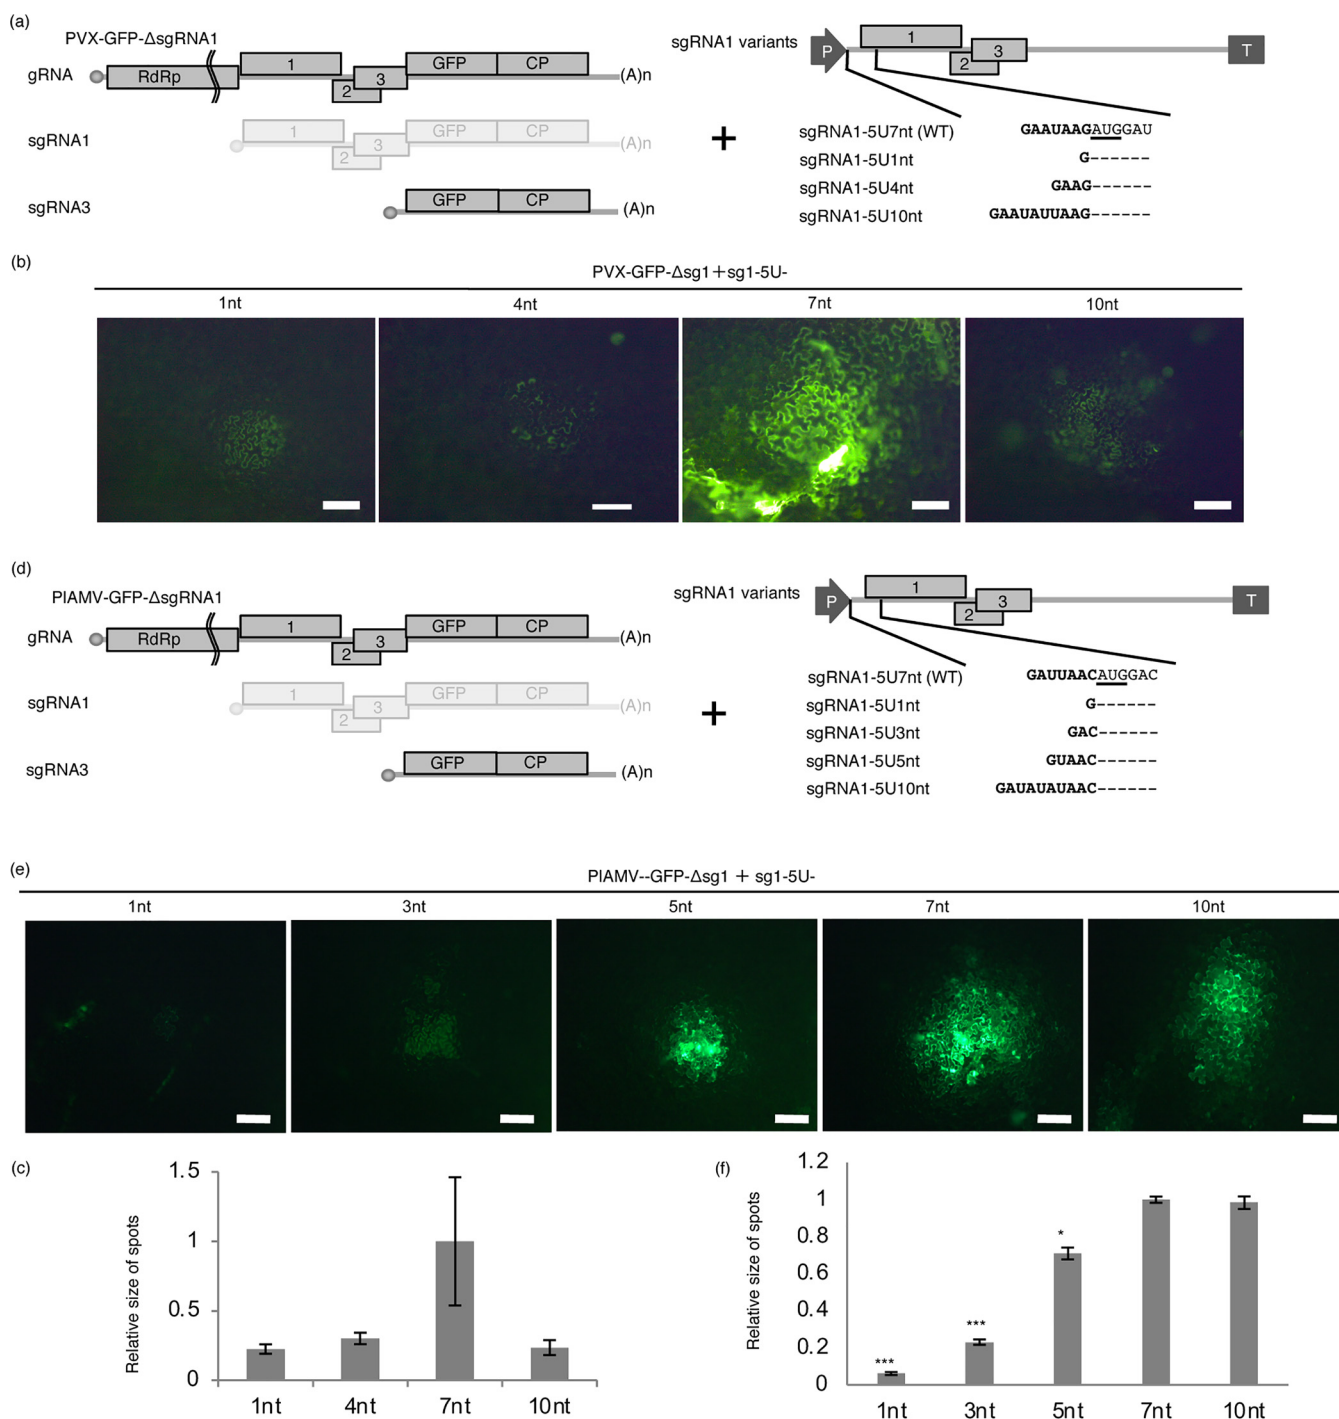 (a)
PVX-GFP-ΔsgRNA1
gRNA
RdRp
1
2
3
GFP
CP
(A)n
sgRNA1
1
2
3
GFP
CP
(A)n
sgRNA3
GFP
CP
(A)n
+
sgRNA1 variants
P
1
2
3
T
sgRNA1-5U7nt (WT) GAAUAAGAUGGAU
sgRNA1-5U1nt G------
sgRNA1-5U4nt GAAG------
sgRNA1-5U10nt GAAUAUUAAG------
(b)
PVX-GFP-Δsg1+sg1-5U-
1nt 4nt 7nt 10nt
(d)
PlAMV-GFP-ΔsgRNA1
gRNA
RdRp
1
2
3
GFP
CP
(A)n
sgRNA1
1
2
3
GFP
CP
(A)n
sgRNA3
GFP
CP
(A)n
+
sgRNA1 variants
P
1
2
3
T
sgRNA1-5U7nt (WT) GAUUAACAUGGAC
sgRNA1-5U1nt G------
sgRNA1-5U3nt GAC------
sgRNA1-5U5nt GUAAC------
sgRNA1-5U10nt GAUAUAUAAC------
(e)
PlAMV--GFP-Δsg1 + sg1-5U-
1nt 3nt 5nt 7nt 10nt
(c)
Relative size of spots
1.5
1
0.5
0
1nt 4nt 7nt 10nt
(f)
Relative size of spots
1.2
1
0.8
0.6
0.4
0.2
0
***
***
*
1nt 3nt 5nt 7nt 10nt